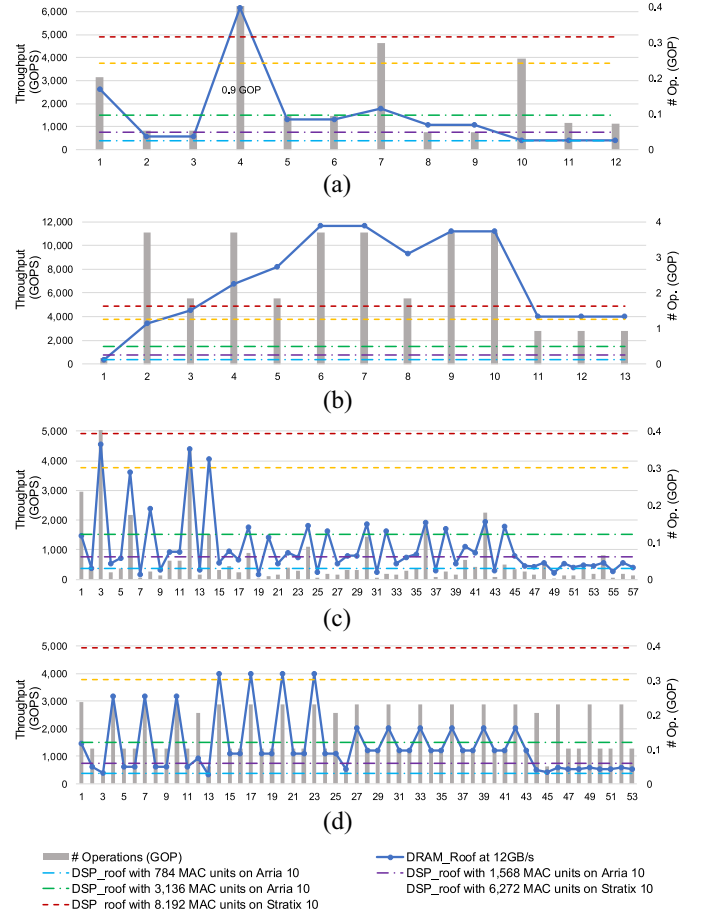 Throughput (GOPS)
6,000
5,000
4,000
3,000
2,000
1,000
0
0.9 GOP
0.4
0.3
0.2
0.1
0
# Op. (GOP)
1 2 3 4 5 6 7 8 9 10 11 12
(a)
Throughput (GOPS)
12,000
10,000
8,000
6,000
4,000
2,000
0
4
3
2
1
0
# Op. (GOP)
1 2 3 4 5 6 7 8 9 10 11 12 13
(b)
Throughput (GOPS)
5,000
4,000
3,000
2,000
1,000
0
0.4
0.3
0.2
0.1
0
# Op. (GOP)
1 3 5 7 9 11 13 15 17 19 21 23 25 27 29 31 33 35 37 39 41 43 45 47 49 51 53 55 57
(c)
Throughput (GOPS)
5,000
4,000
3,000
2,000
1,000
0
0.4
0.3
0.2
0.1
0
# Op. (GOP)
1 3 5 7 9 11 13 15 17 19 21 23 25 27 29 31 33 35 37 39 41 43 45 47 49 51 53
(d)
# Operations (GOP)
DRAM_Roof at 12GB/s
DSP_roof with 784 MAC units on Arria 10
DSP_roof with 1,568 MAC units on Arria 10
DSP_roof with 3,136 MAC units on Arria 10
DSP_roof with 6,272 MAC units on Stratix 10
DSP_roof with 8,192 MAC units on Stratix 10